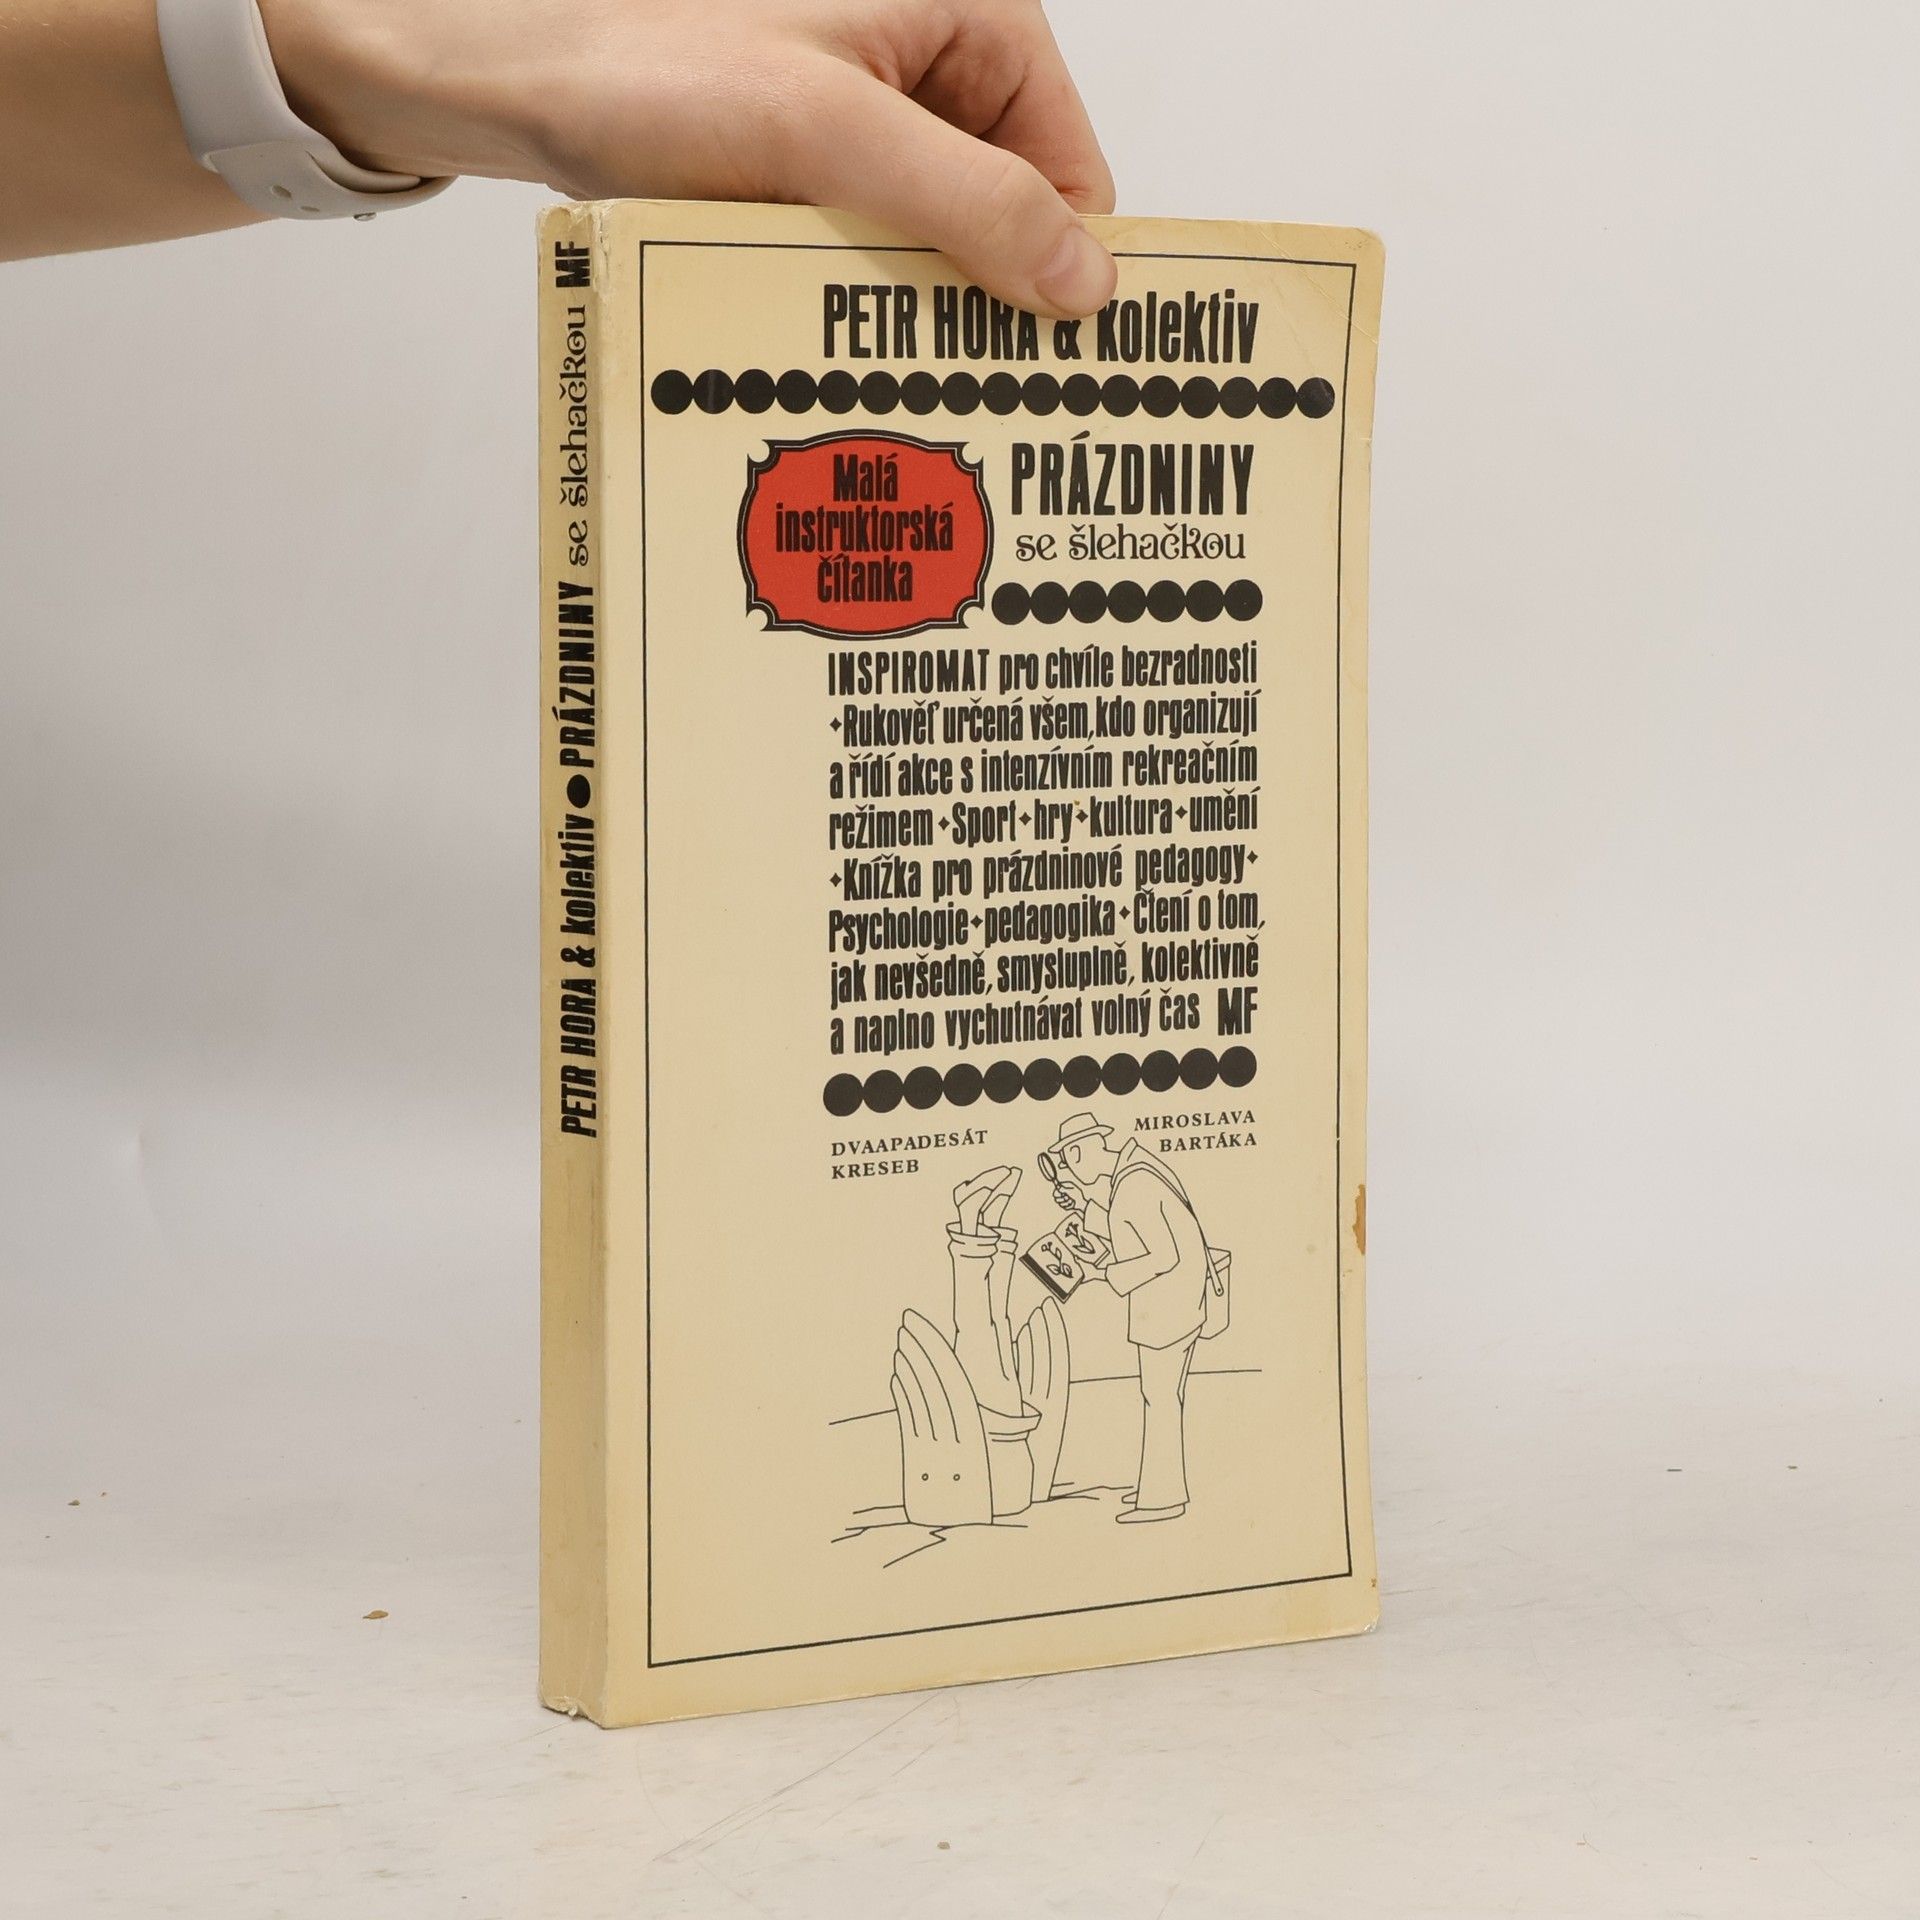 PETR HORA & kolektiv ● PRÁZDNINY se šlehačkou MF
PETR HORA & kolektiv
Malá
instruktorská
čítanka
PRÁZDNINY
se šlehačkou
INSPIROMAT pro chvíle bezradnosti
✦Rukověť určená všem, kdo organizují
a řídí akce s intenzívním rekreačním
režimem✦Sport✦hry✦kultura✦umění
✦Knížka pro prázdninové pedagogy✦
Psychologie✦pedagogika✦Čtení o tom,
jak nevšedně, smysluplně, kolektivně
a naplno vychutnávat volný čas MF
DVAAPADESÁT
KRESEB
MIROSLAVA
BARTÁKA